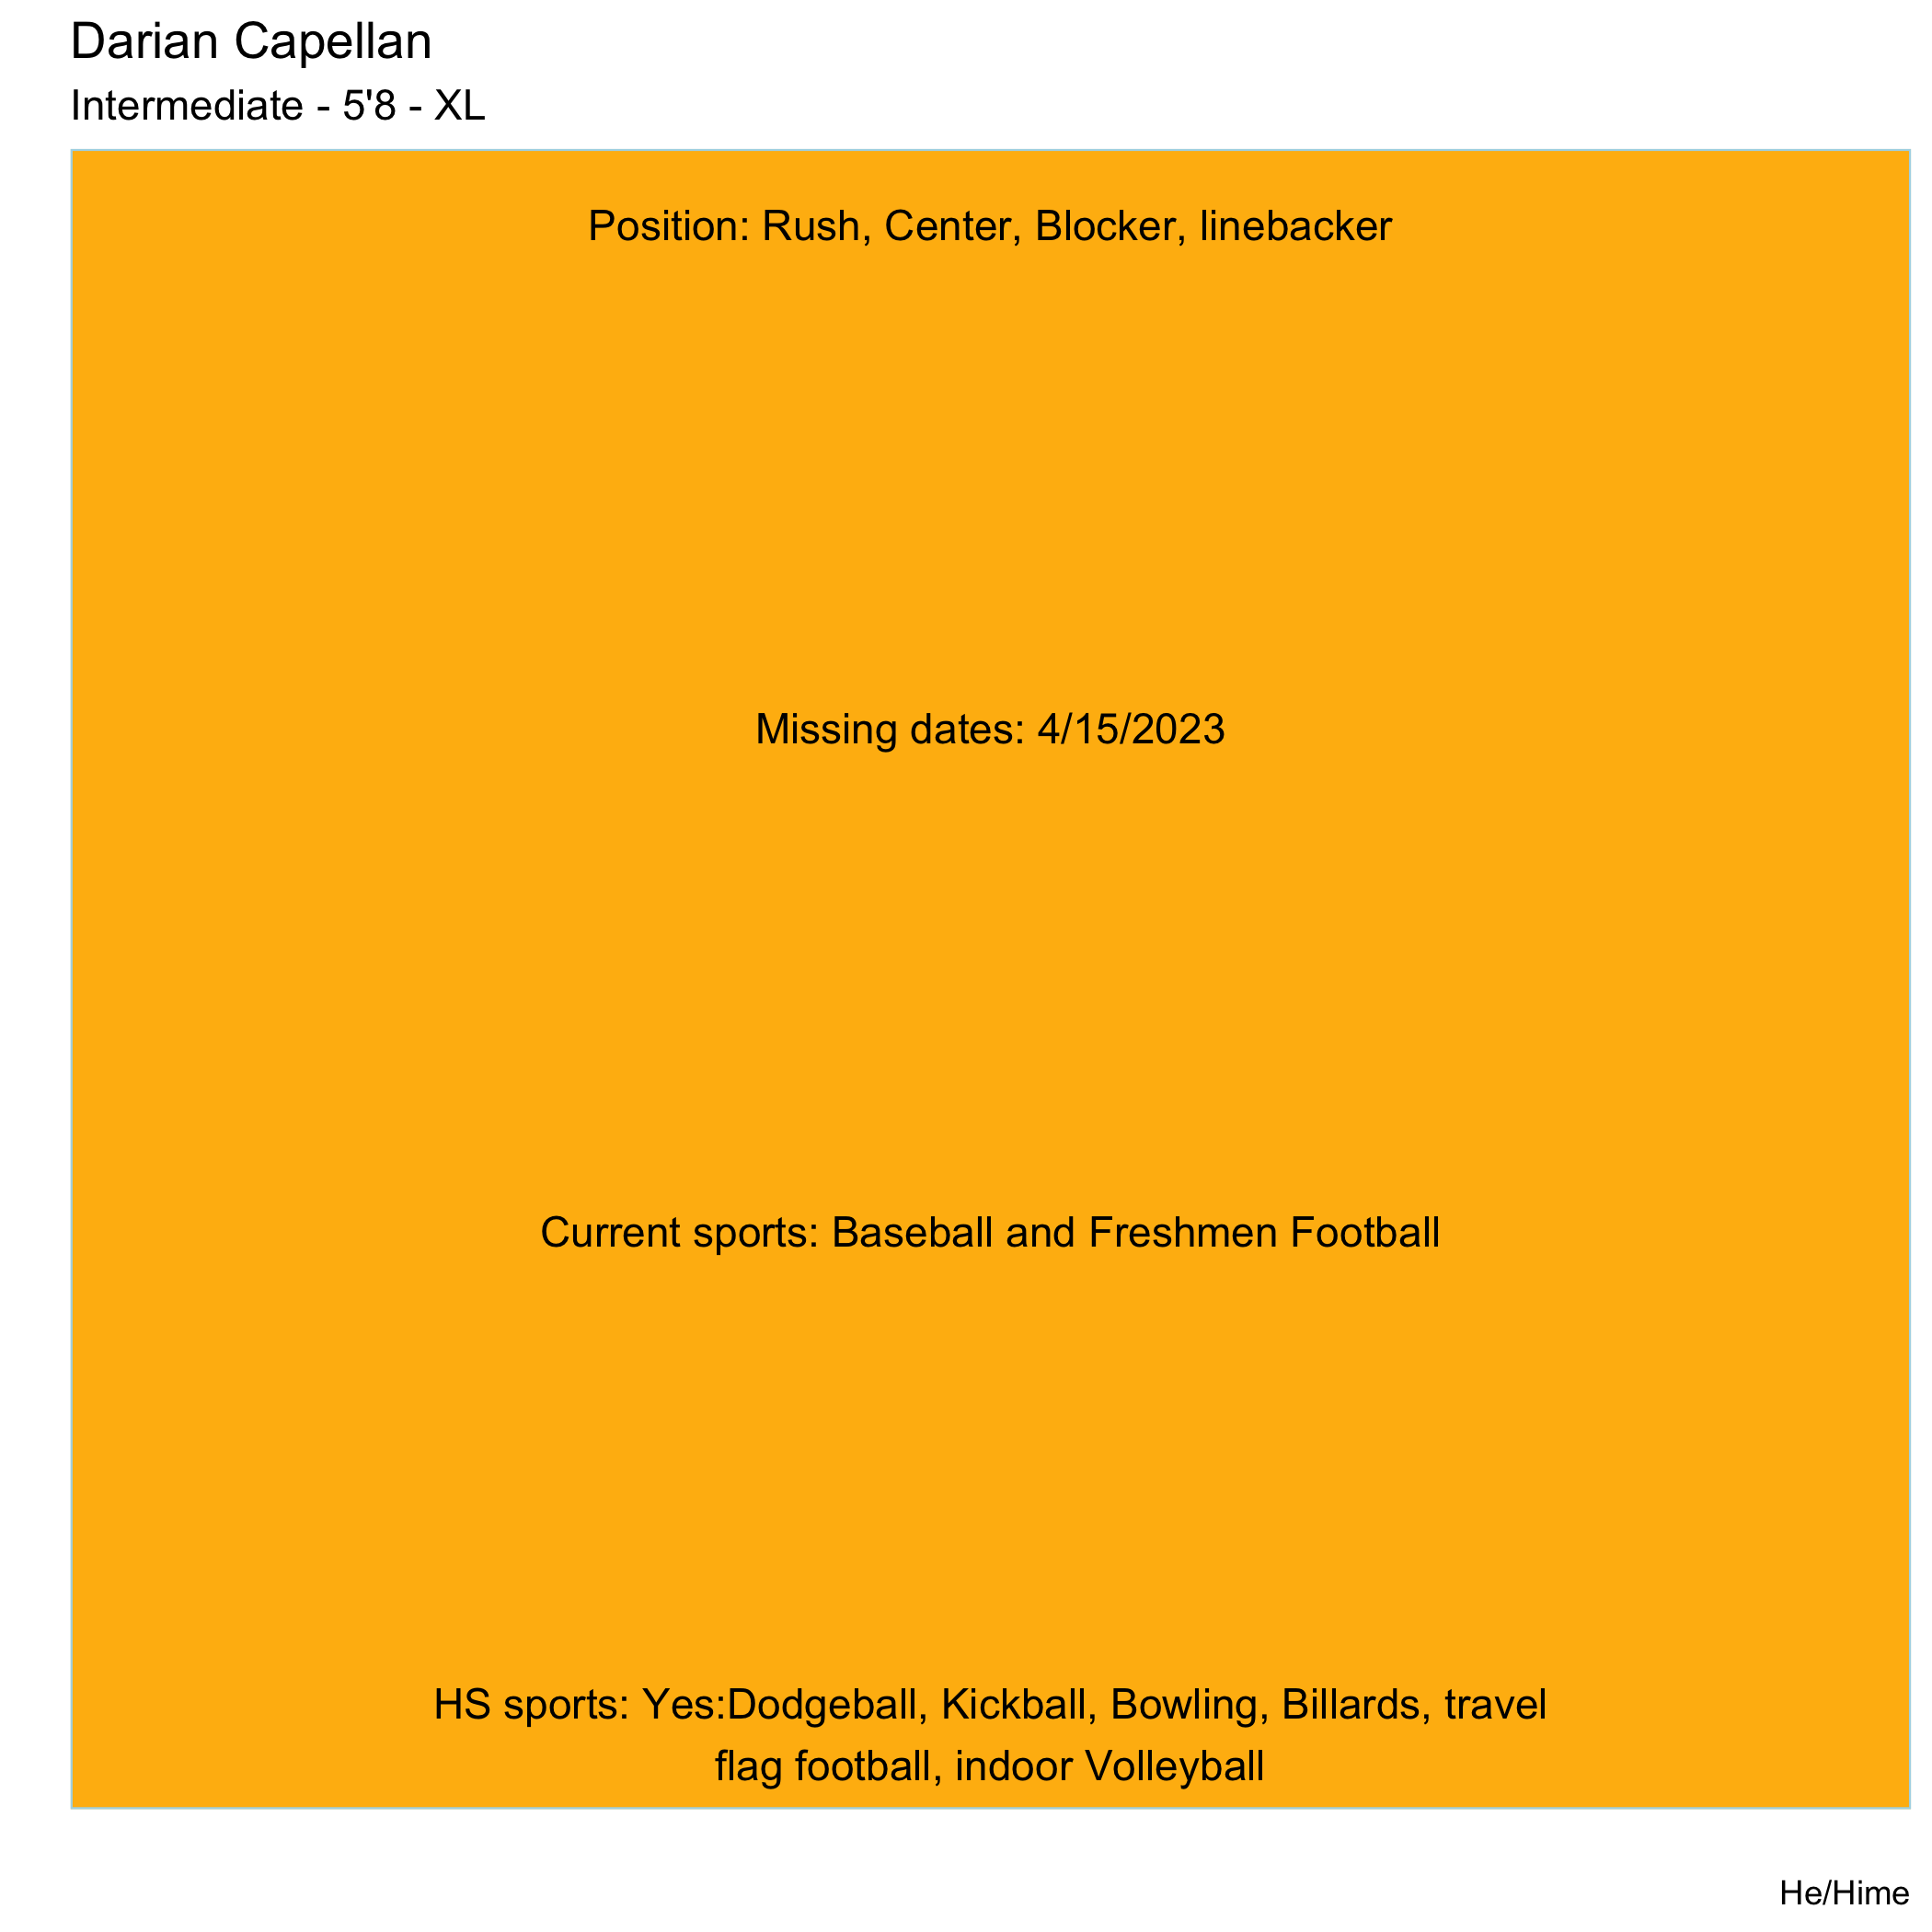 Darian Capellan
Intermediate - 5'8 - XL
Position: Rush, Center, Blocker, linebacker
Missing dates: 4/15/2023
Current sports: Baseball and Freshmen Football
HS sports: Yes:Dodgeball, Kickball, Bowling, Billards, travel
flag football, indoor Volleyball
He/Hime